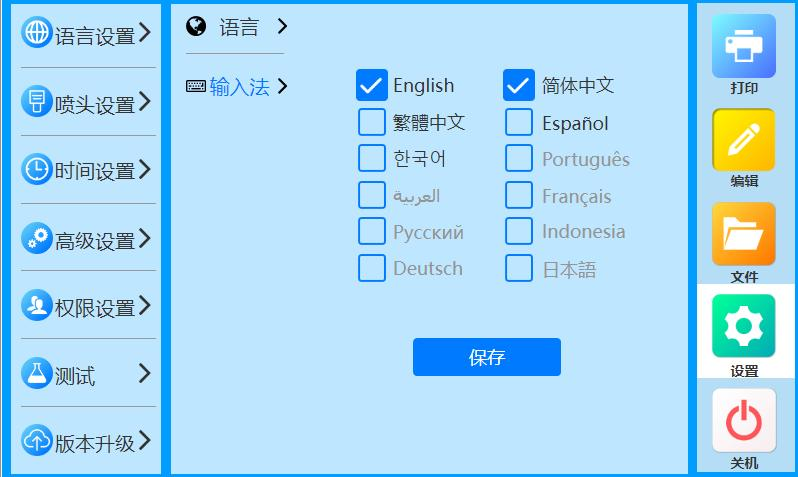 语言设置
喷头设置
时间设置
高级设置
权限设置
测试
版本升级
语言
输入法
English
简体中文
繁體中文
Español
한국어
Português
العربية
Français
Русский
Indonesia
Deutsch
日本語
保存
打印
编辑
文件
设置
关机